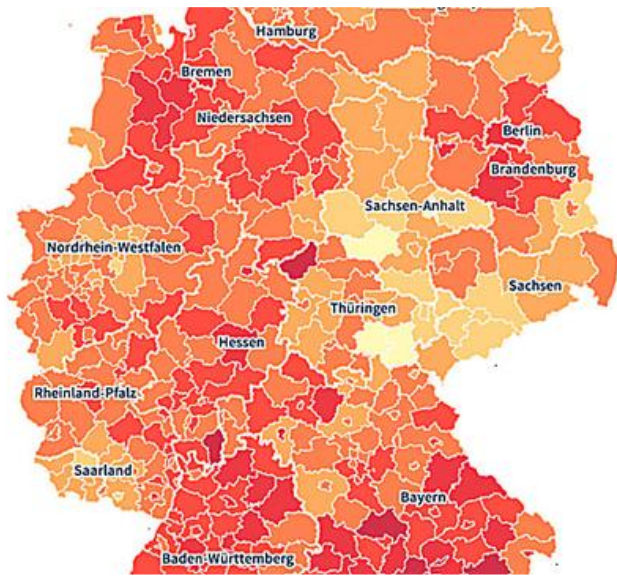 Hamburg
Bremen
Niedersachsen
Berlin
Brandenburg
Sachsen-Anhalt
Nordrhein-Westfalen
Sachsen
Thüringen
Hessen
Rheinland-Pfalz
Saarland
Bayern
Baden-Württemberg